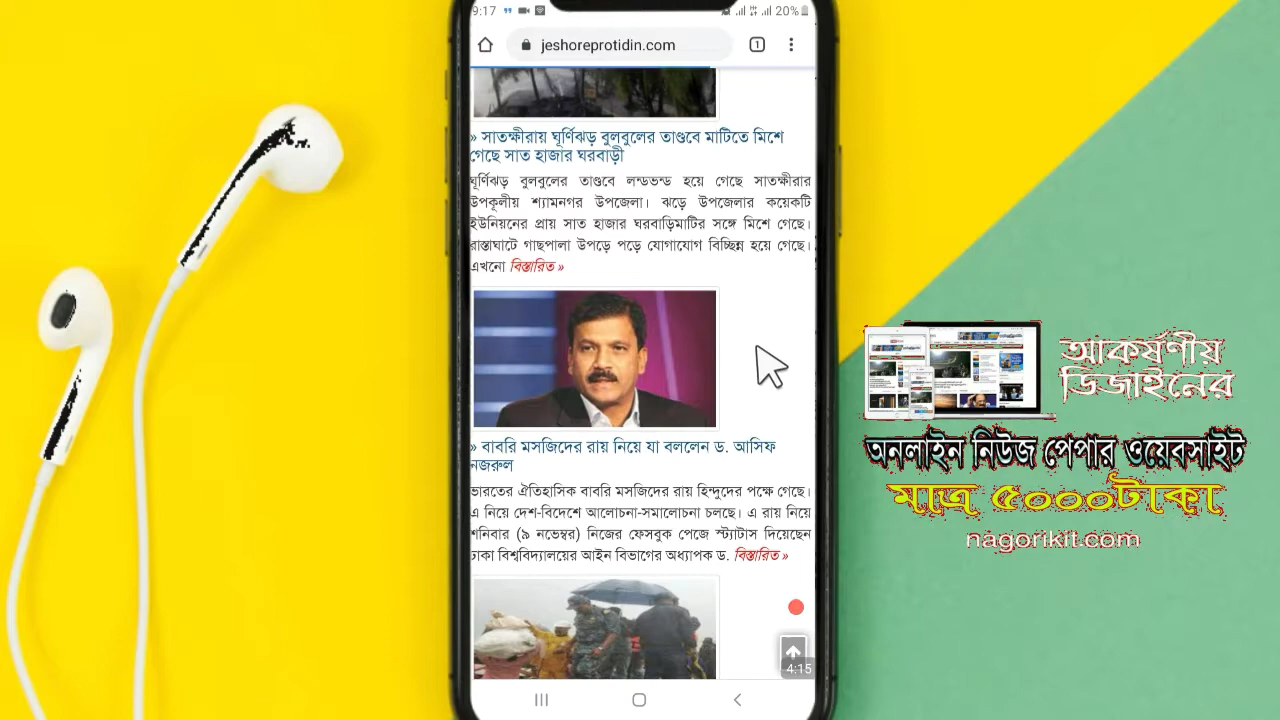 9:17
20%
jeshoreprotidin.com
1
» সাতক্ষীরায় ঘূর্ণিঝড় বুলবুলের তাণ্ডবে মাটিতে মিশে
গেছে সাত হাজার ঘরবাড়ী
ঘূর্ণিঝড় বুলবুলের তাণ্ডবে লন্ডভন্ড হয়ে গেছে সাতক্ষীরার
উপকূলীয় শ্যামনগর উপজেলা। ঝড়ে উপজেলার কয়েকটি
ইউনিয়নের প্রায় সাত হাজার ঘরবাড়িমাটির সঙ্গে মিশে গেছে।
রাস্তাঘাটে গাছপালা উপড়ে পড়ে যোগাযোগ বিচ্ছিন্ন হয়ে গেছে।
এখনো বিস্তারিত »
» বাবরি মসজিদের রায় নিয়ে যা বললেন ড. আসিফ
নজরুল
ভারতের ঐতিহাসিক বাবরি মসজিদের রায় হিন্দুদের পক্ষে গেছে।
এ নিয়ে দেশ-বিদেশে আলোচনা-সমালোচনা চলছে। এ রায় নিয়ে
শনিবার (৯ নভেম্বর) নিজের ফেসবুক পেজে স্ট্যাটাস দিয়েছেন
ঢাকা বিশ্ববিদ্যালয়ের আইন বিভাগের অধ্যাপক ড. বিস্তারিত »
4:15
আকর্ষণীয়
ডিজাইনের
অনলাইন নিউজ পেপার ওয়েবসাইট
মাত্র ৫০০০টাকা
nagorikit.com